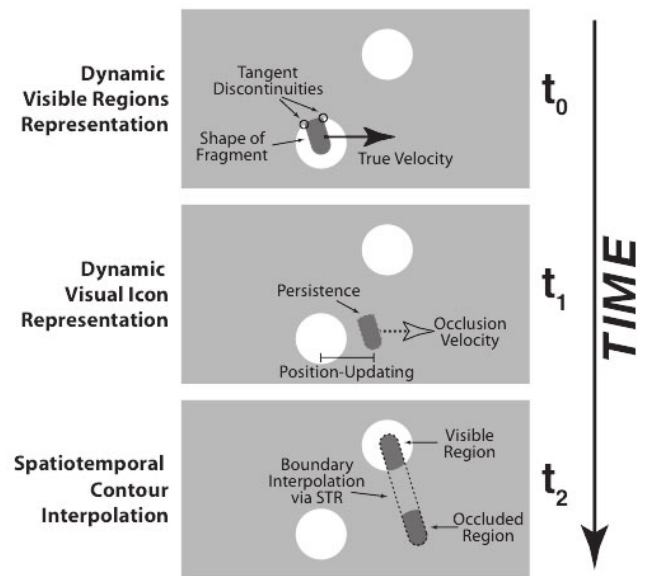 Dynamic
Visible Regions
Representation
Tangent
Discontinuities
Shape of
Fragment
True Velocity
t0
Dynamic
Visual Icon
Representation
Persistence
Occlusion
Velocity
Position-Updating
t1
TIME
Spatiotemporal
Contour
Interpolation
Boundary
Interpolation
via STR
Visible
Region
Occluded
Region
t2